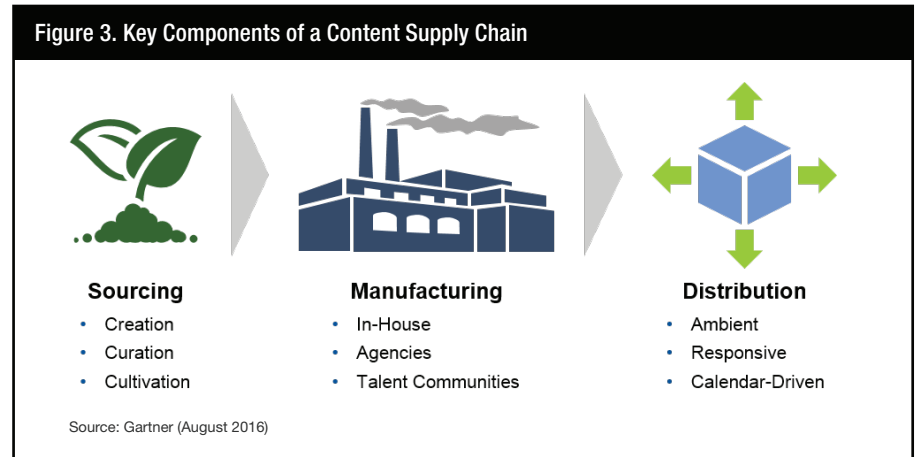 Figure 3. Key Components of a Content Supply Chain
Sourcing
• Creation
• Curation
• Cultivation
Manufacturing
• In-House
• Agencies
• Talent Communities
Distribution
• Ambient
• Responsive
• Calendar-Driven
Source: Gartner (August 2016)